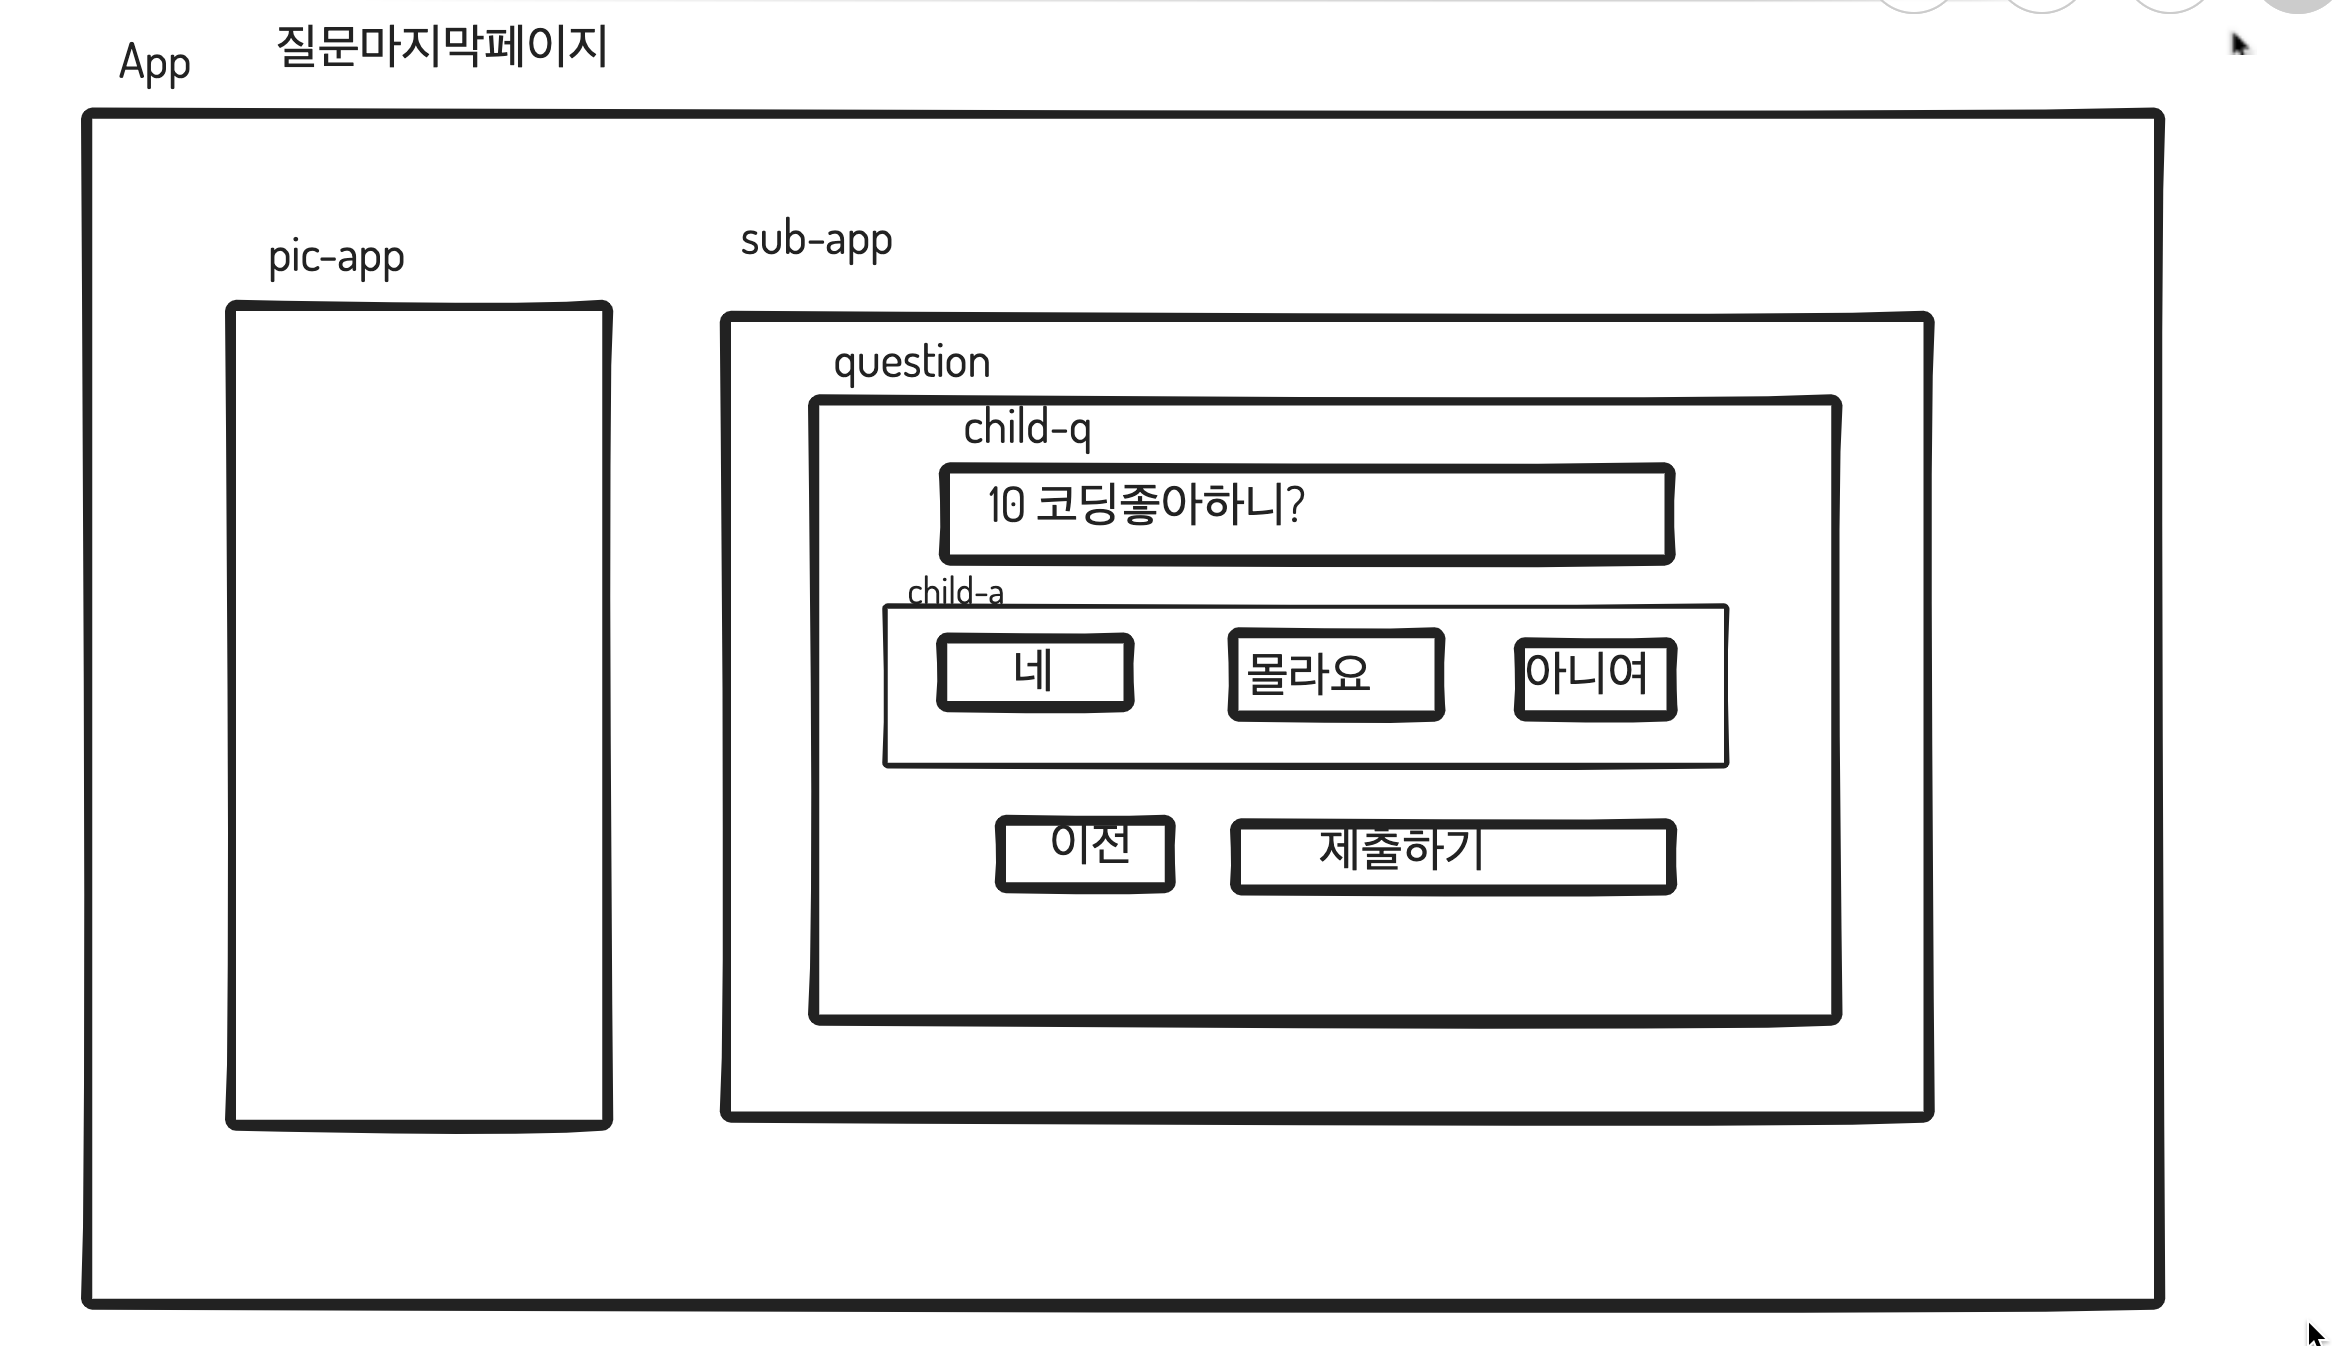 App
질문마지막페이지
pic-app
sub-app
question
child-q
10 코딩좋아하니?
child-a
네
몰라요
아니여
이전
제출하기